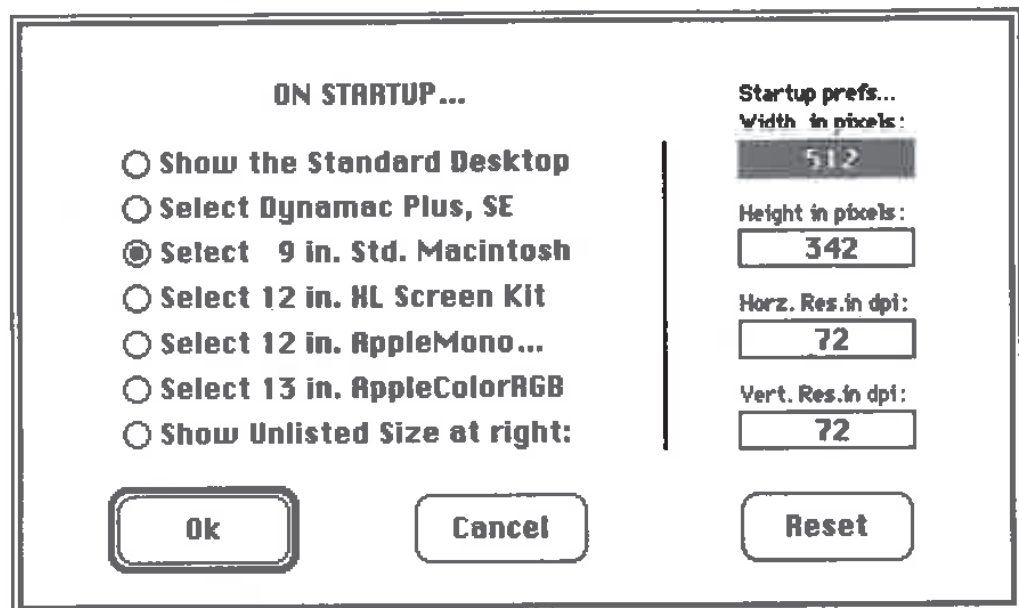 ON STARTUP...
Show the Standard Desktop
Select Dynamac Plus, SE
Select 9 in. Std. Macintosh
Select 12 in. HL Screen Kit
Select 12 in. AppleMono...
Select 13 in. AppleColorRGB
Show Unlisted Size at right:
Startup prefs...
Width in pixels:
512
Height in pixels:
342
Horz. Res.in dpi:
72
Vert. Res.in dpi:
72
Ok
Cancel
Reset